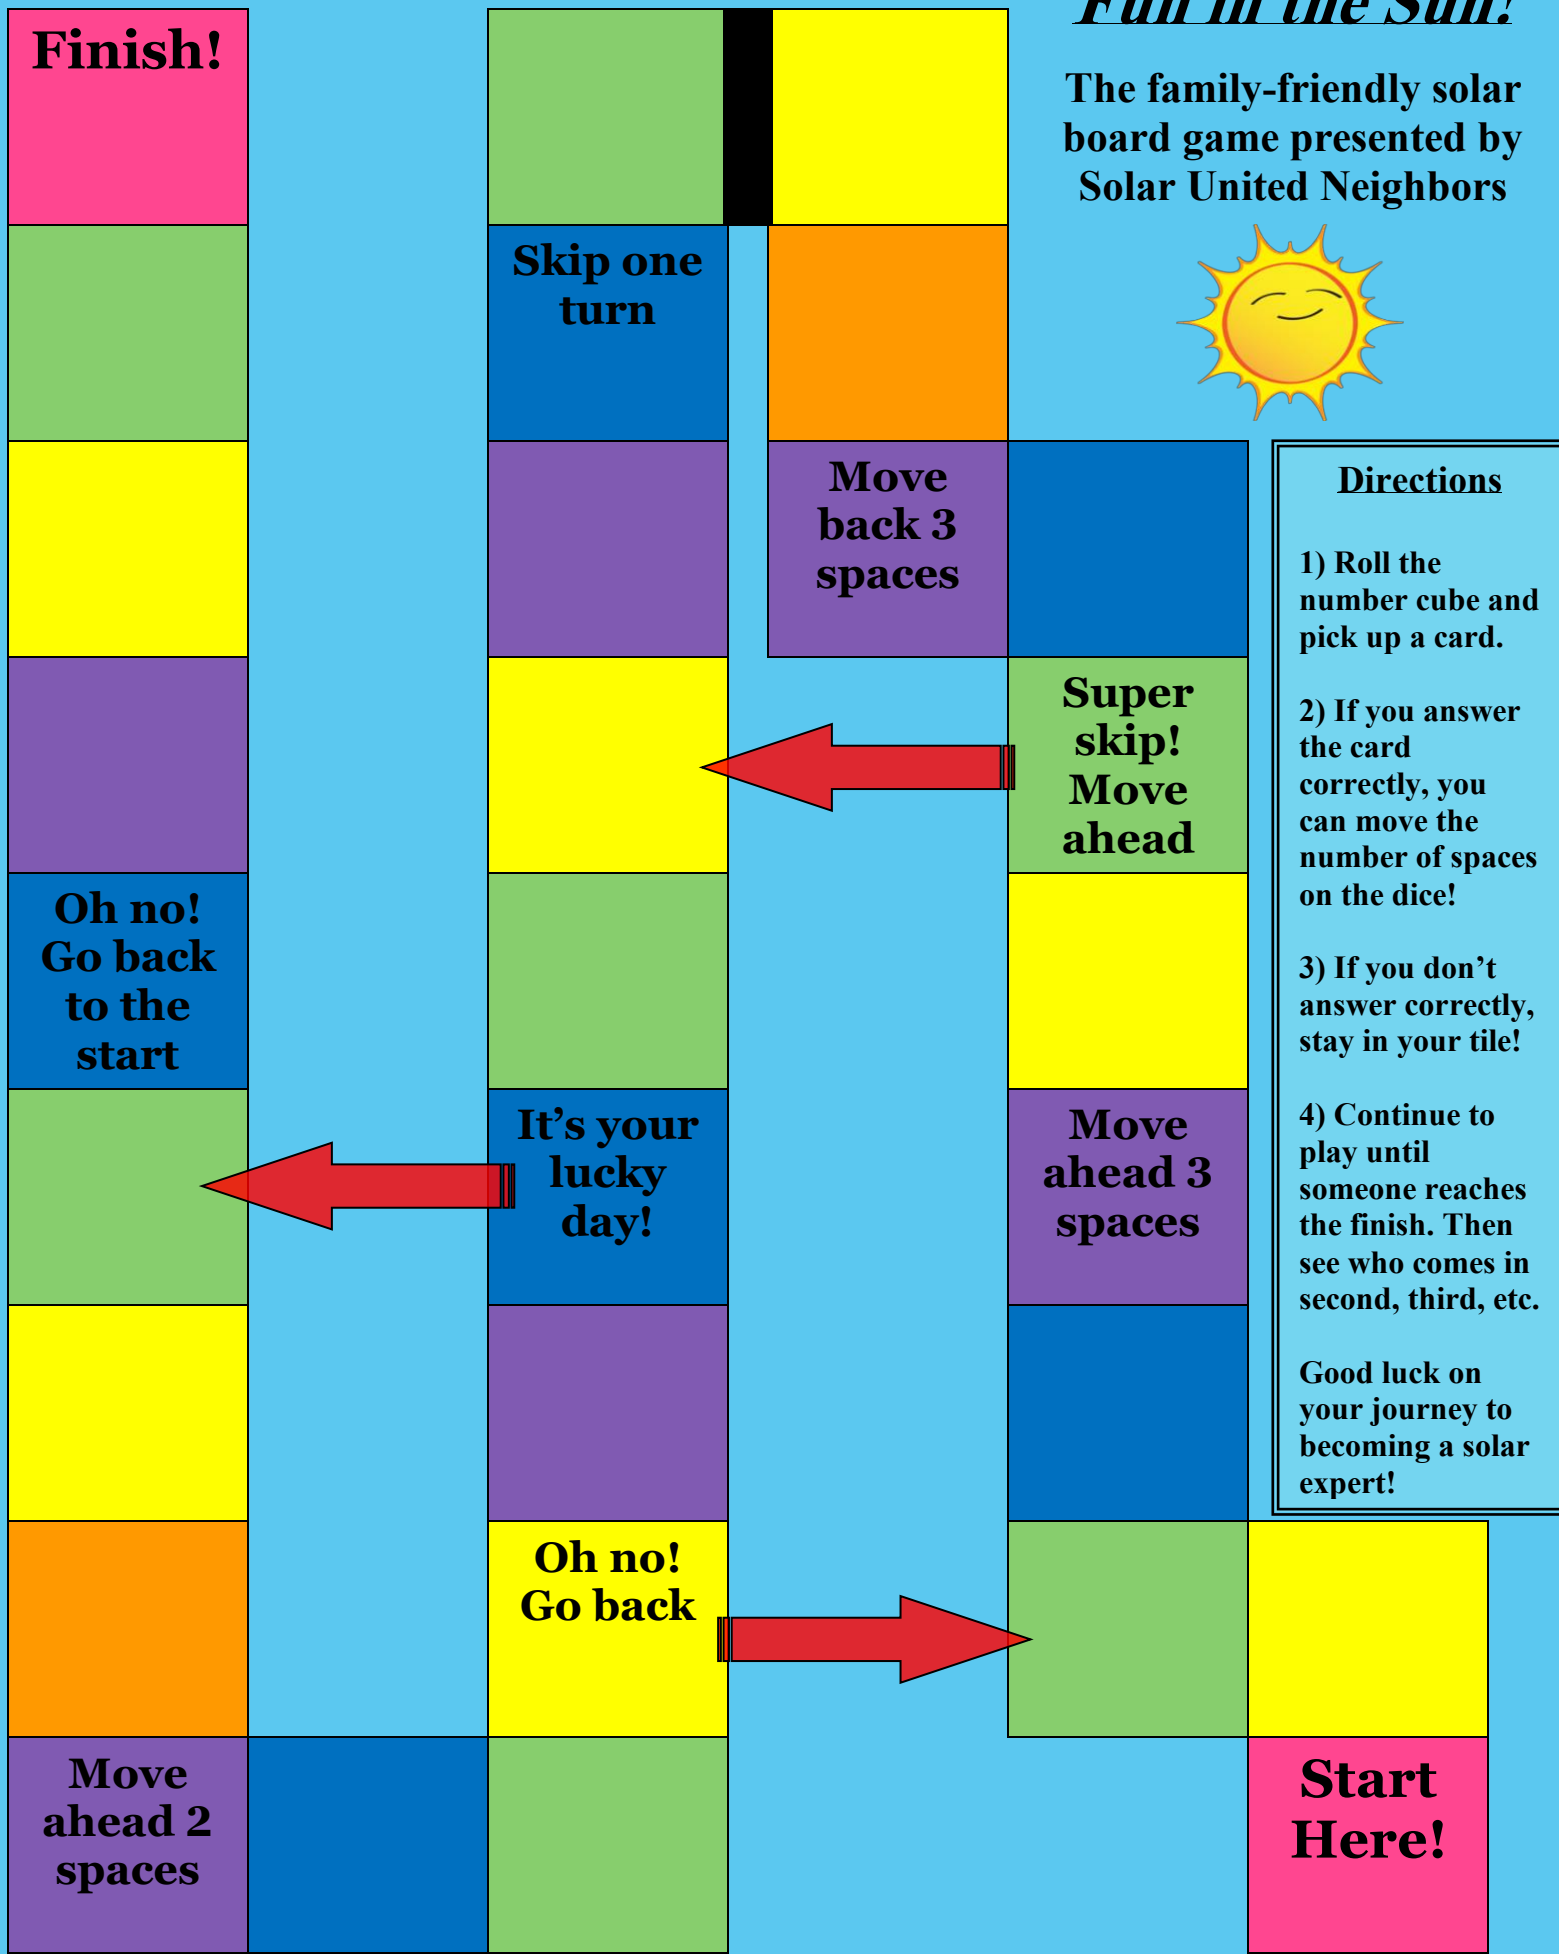 Fun in the Sun!
The family-friendly solar
board game presented by
Solar United Neighbors
Finish!
Skip one
turn
Move
back 3
spaces
Super
skip!
Move
ahead
Oh no!
Go back
to the
start
It’s your
lucky
day!
Move
ahead 3
spaces
Oh no!
Go back
Move
ahead 2
spaces
Start
Here!
Directions
1) Roll the
number cube and
pick up a card.
2) If you answer
the card
correctly, you
can move the
number of spaces
on the dice!
3) If you don’t
answer correctly,
stay in your tile!
4) Continue to
play until
someone reaches
the finish. Then
see who comes in
second, third, etc.
Good luck on
your journey to
becoming a solar
expert!